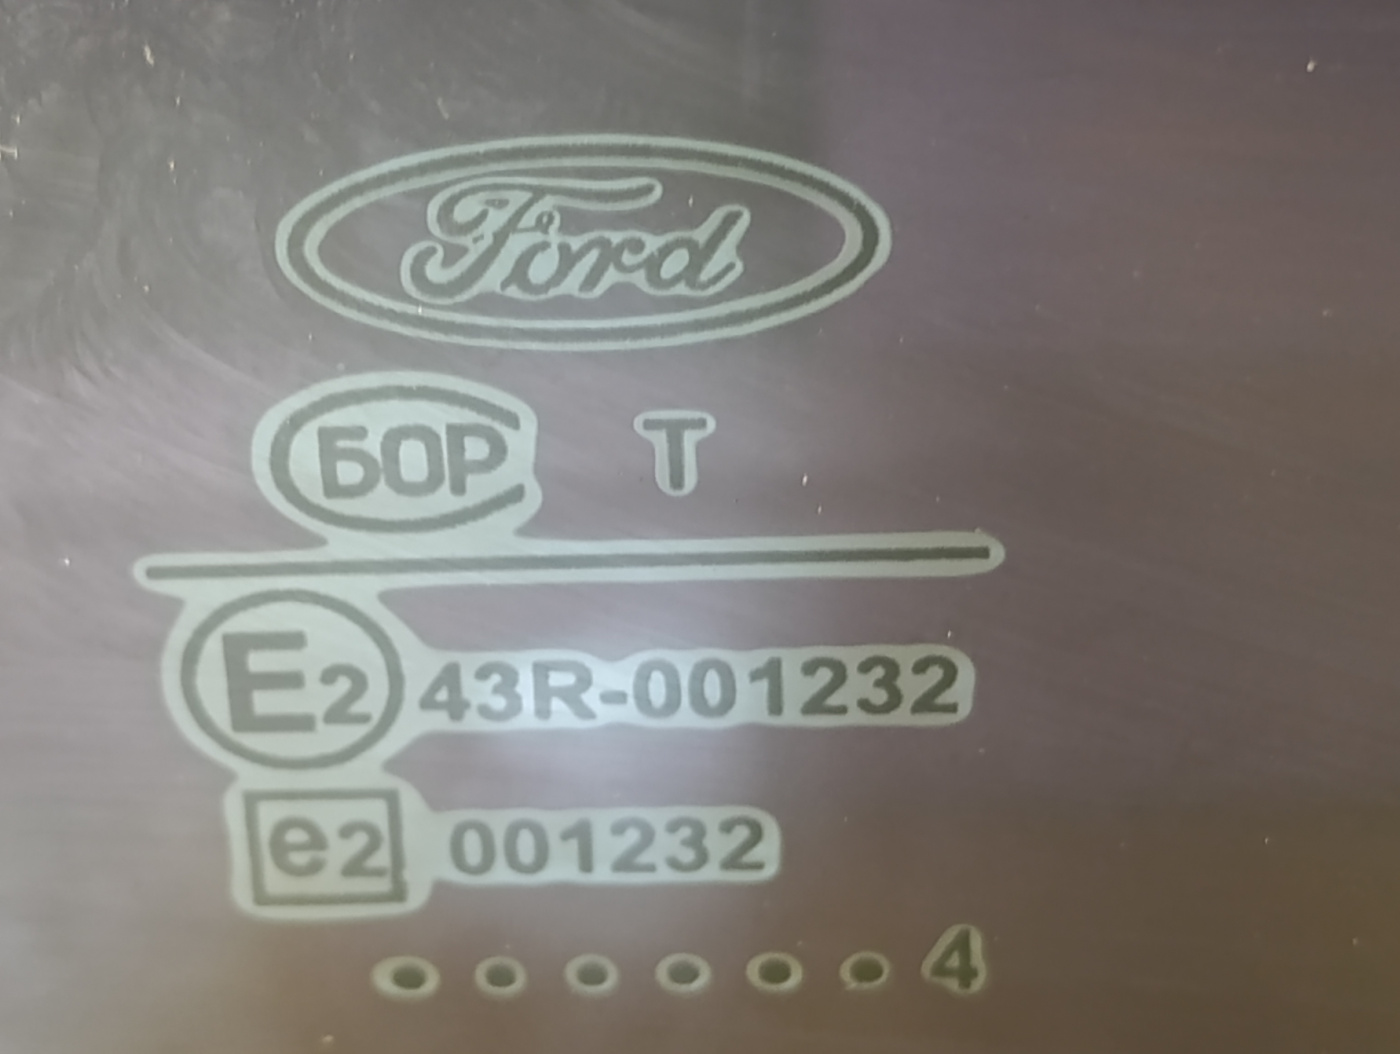 Ford
БОР T
E2 43R-001232
e2 001232
. . . . . . 4